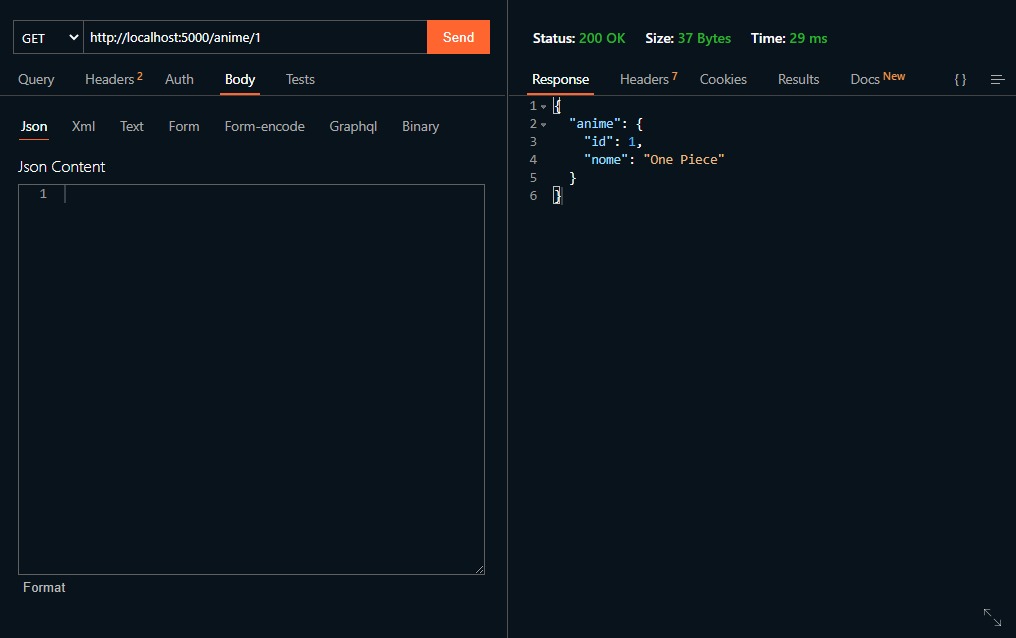 GET http://localhost:5000/anime/1 Send
Query Headers 2 Auth Body Tests
Json Xml Text Form Form-encode Graphql Binary
Json Content
1
Format
Status: 200 OK Size: 37 Bytes Time: 29 ms
Response Headers 7 Cookies Results Docs New {}
1 {
2 "anime": {
3 "id": 1,
4 "nome": "One Piece"
5 }
6 }